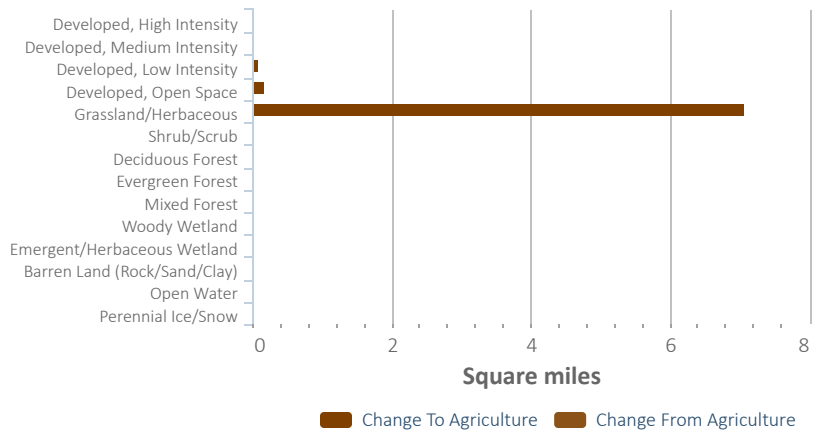 Developed, High Intensity
Developed, Medium Intensity
Developed, Low Intensity
Developed, Open Space
Grassland/Herbaceous
Shrub/Scrub
Deciduous Forest
Evergreen Forest
Mixed Forest
Woody Wetland
Emergent/Herbaceous Wetland
Barren Land (Rock/Sand/Clay)
Open Water
Perennial Ice/Snow
0 2 4 6 8
Square miles
Change To Agriculture Change From Agriculture